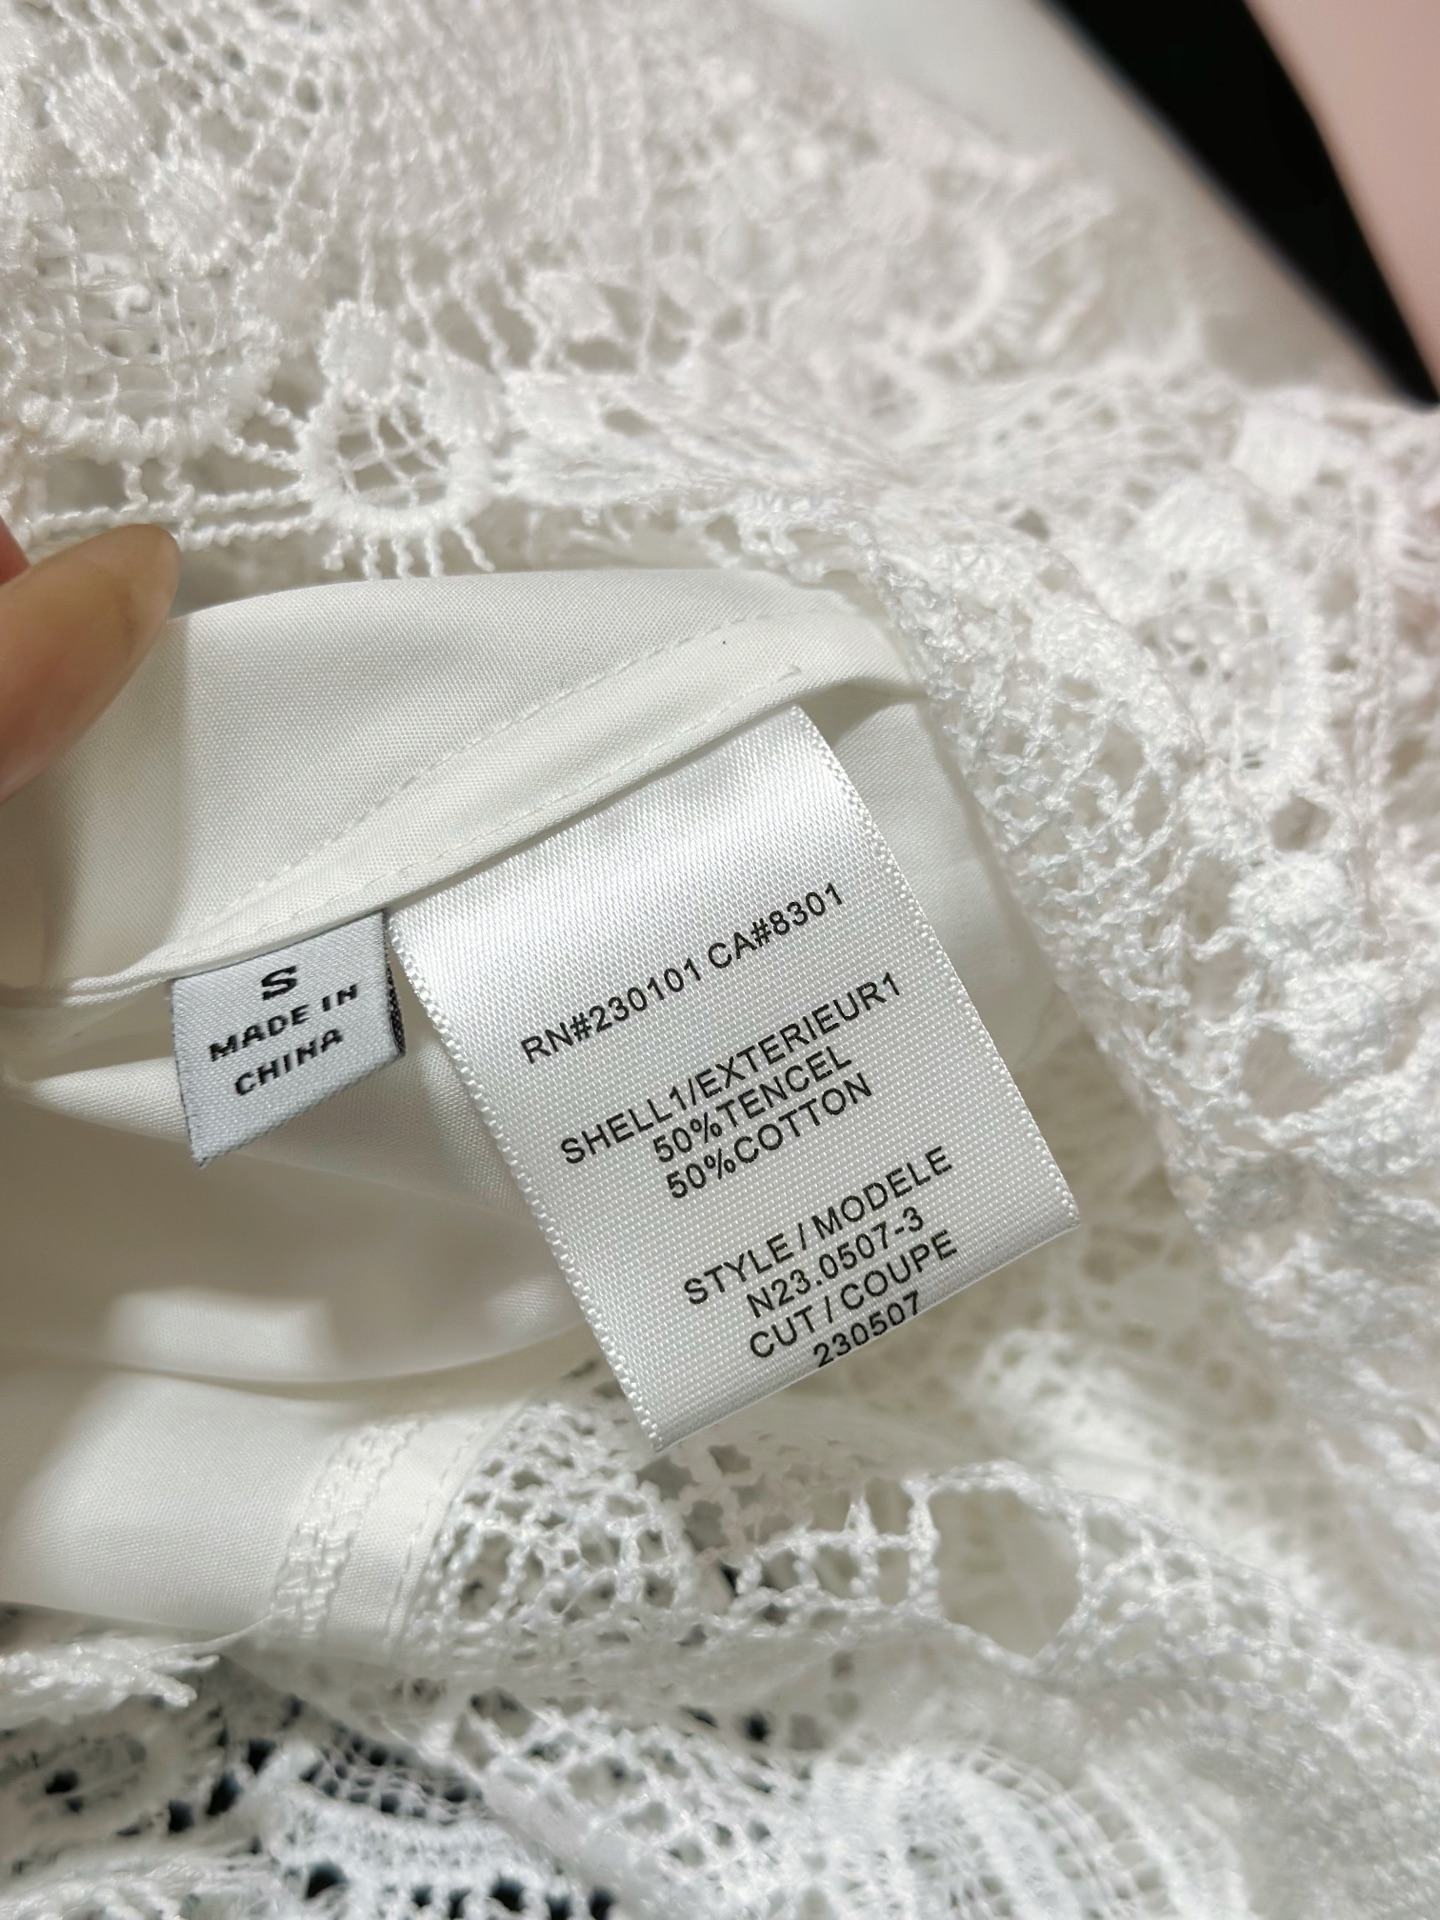 S
MADE IN
CHINA
RN#230101 CA#8301
SHELL1/EXTERIEUR1
50%TENCEL
50%COTTON
STYLE / MODELE
N23.0507-3
CUT / COUPE
230507